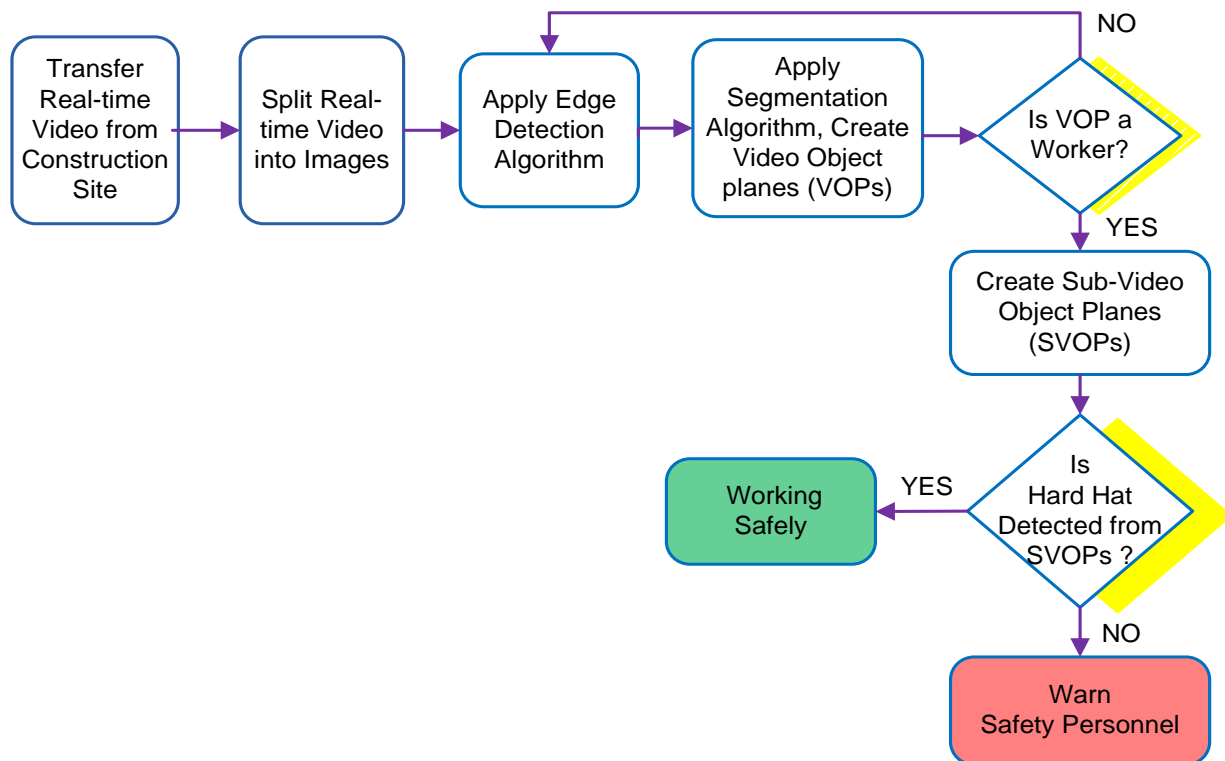 Transfer
Real-time
Video from
Construction
Site
Split Real-
time Video
into Images
Apply Edge
Detection
Algorithm
Apply
Segmentation
Algorithm, Create
Video Object
planes (VOPs)
NO
Is VOP a
Worker?
YES
Create Sub-Video
Object Planes
(SVOPs)
Is
Hard Hat
Detected from
SVOPs ?
YES
Working
Safely
NO
Warn
Safety Personnel